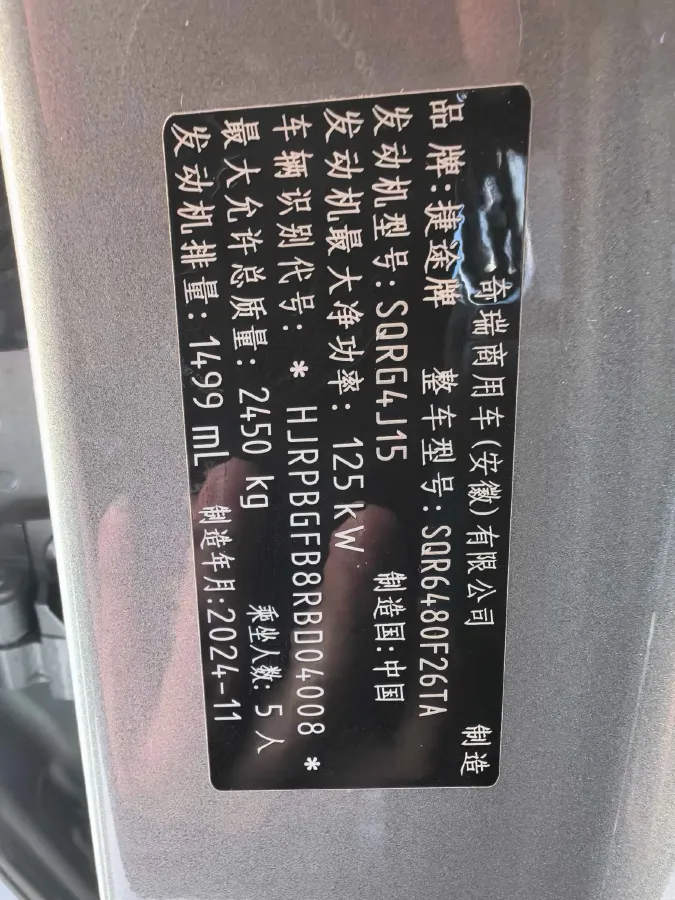 奇瑞商用车(安徽)有限公司 制造
品牌:捷途牌 整车型号:SQR6480F26TA
发动机型号:SQRG4J15 制造国:中国
发动机最大净功率:125kW
车辆识别代号:*HJRPBGFB8RBD04008*
最大允许总质量:2450 kg 乘坐人数:5人
发动机排量:1499 mL 制造年月:2024-11